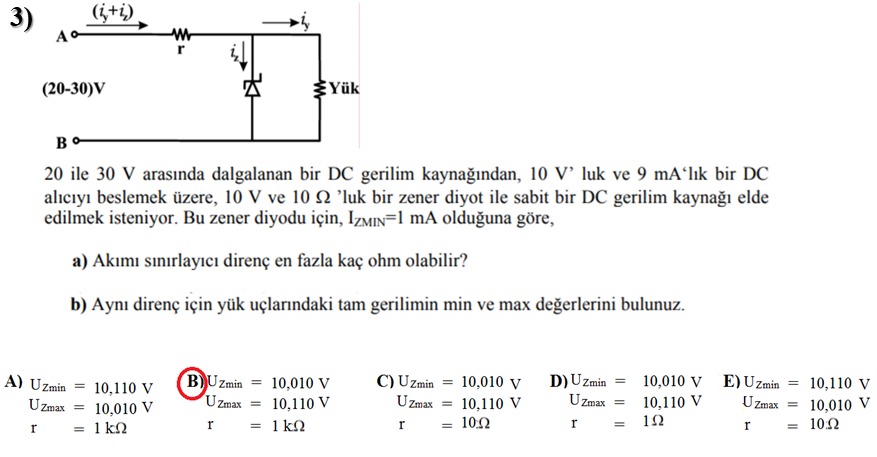 3)
(iy+iz)
iy
A
r
iz
(20-30)V
Yük
B
20 ile 30 V arasında dalgalanan bir DC gerilim kaynağından, 10 V’ luk ve 9 mA‘lık bir DC
alıcıyı beslemek üzere, 10 V ve 10 Ω ’luk bir zener diyot ile sabit bir DC gerilim kaynağı elde
edilmek isteniyor. Bu zener diyodu için, IZMIN=1 mA olduğuna göre,
a) Akımı sınırlayıcı direnç en fazla kaç ohm olabilir?
b) Aynı direnç için yük uçlarındaki tam gerilimin min ve max değerlerini bulunuz.
A) UZmin = 10,110 V
UZmax = 10,010 V
r = 1 kΩ
B) UZmin = 10,010 V
UZmax = 10,110 V
r = 1 kΩ
C) UZmin = 10,010 V
UZmax = 10,110 V
r = 10Ω
D) UZmin = 10,010 V
UZmax = 10,110 V
r = 1Ω
E) UZmin = 10,110 V
UZmax = 10,010 V
r = 10Ω